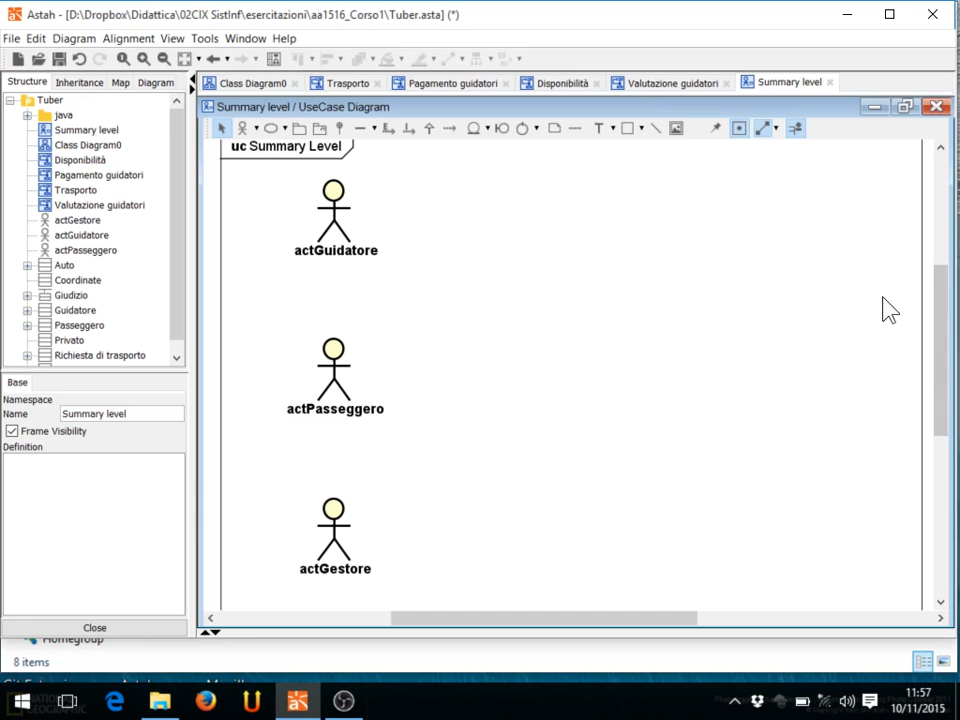 Astah - [D:\Dropbox\Didattica\02CIX SistInf\esercitazioni\aa1516_Corso1\Tuber.asta] (*)
File Edit Diagram Alignment View Tools Window Help
Structure Inheritance Map Diagram
Class Diagram0 Trasporto Pagamento guidatori Disponibilità Valutazione guidatori Summary level
Tuber
java
Summary level
Class Diagram0
Disponibilità
Pagamento guidatori
Trasporto
Valutazione guidatori
actGestore
actGuidatore
actPasseggero
Auto
Coordinate
Giudizio
Guidatore
Passeggero
Privato
Richiesta di trasporto
Summary level / UseCase Diagram
uc Summary Level
actGuidatore
actPasseggero
actGestore
Base
Namespace
Name Summary level
Frame Visibility
Definition
Close
Homegroup
8 items
11:57
10/11/2015